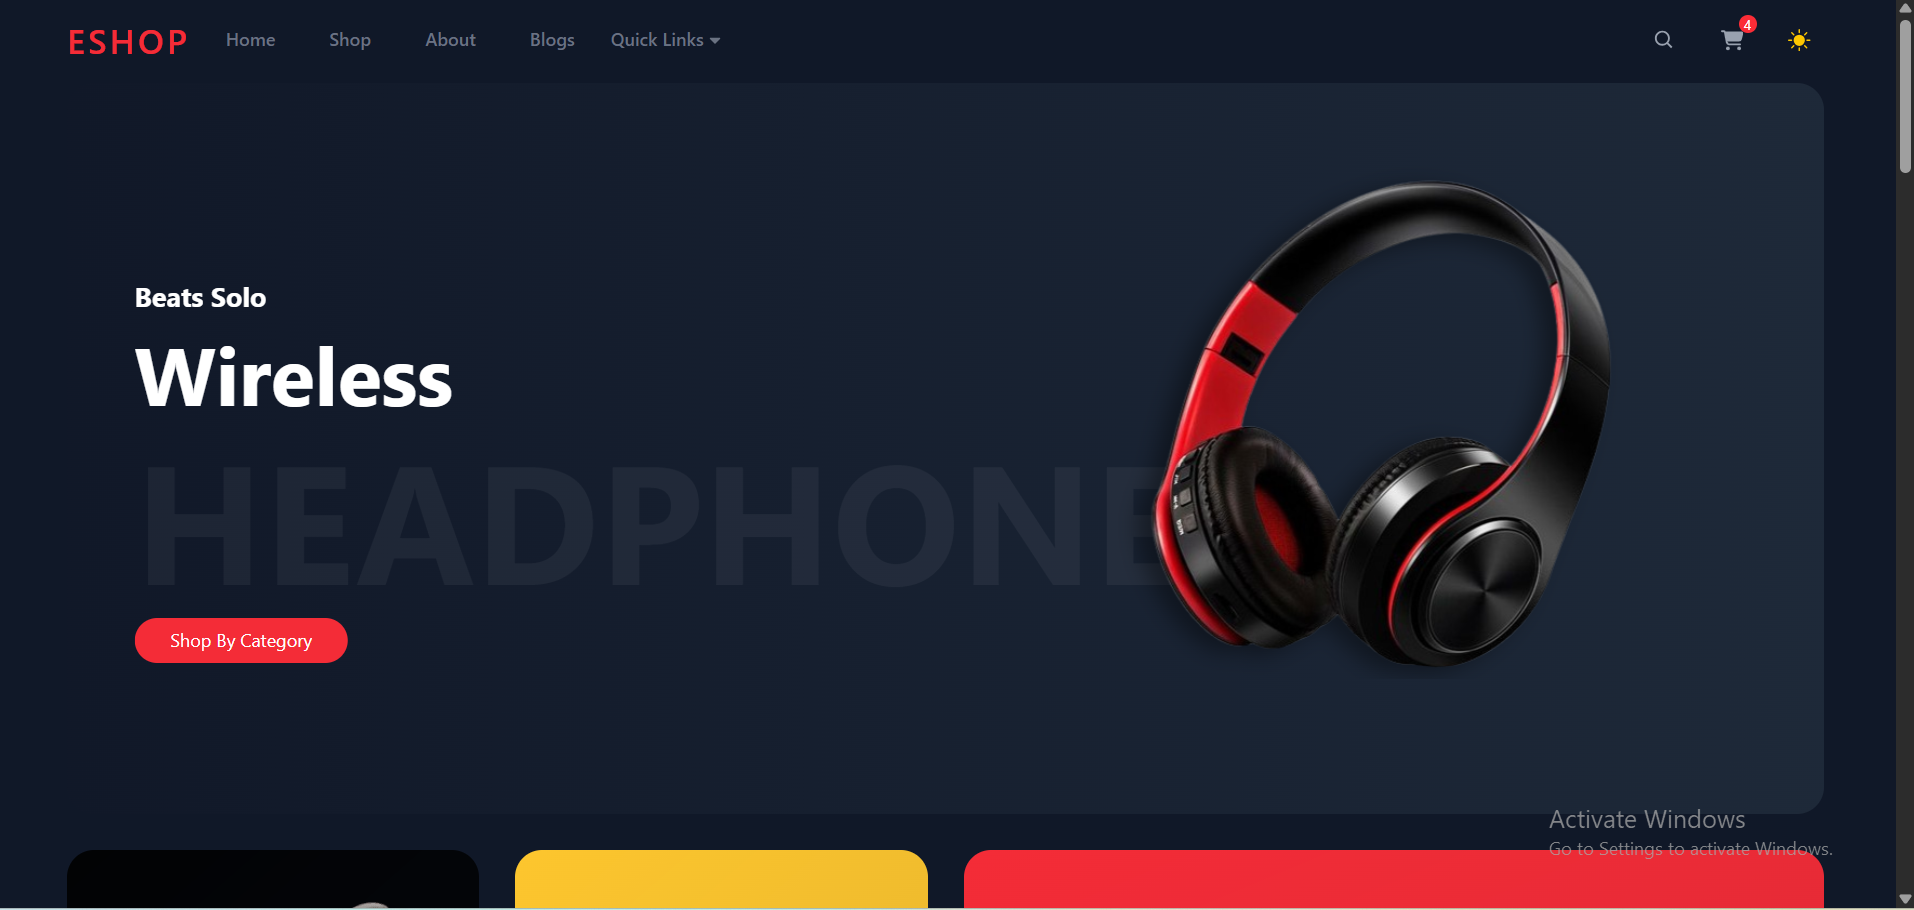 ESHOP Home Shop About Blogs Quick Links 4
Beats Solo
Wireless
HEADPHONE
Shop By Category
Activate Windows
Go to Settings to activate Windows.